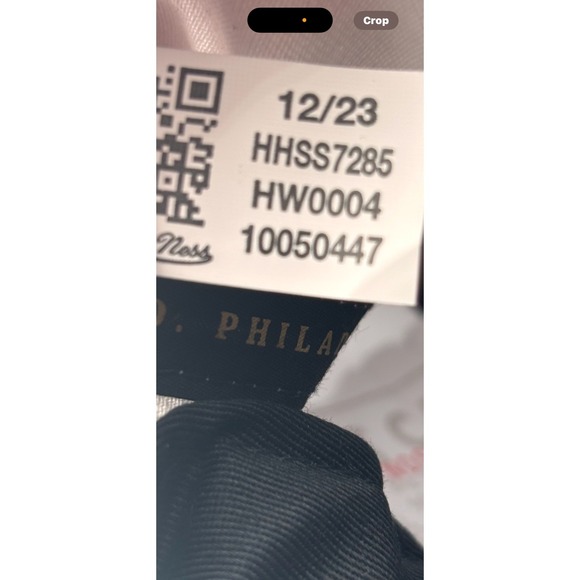 Crop
12/23
HHSS7285
HW0004
10050447
Ness
. PHILA